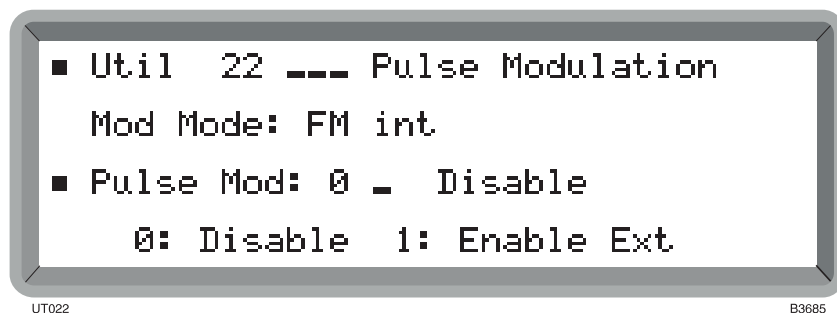 ■ Util 22 ___ Pulse Modulation
Mod Mode: FM int
■ Pulse Mod: 0 _ Disable
0: Disable 1: Enable Ext
UT022 B3685